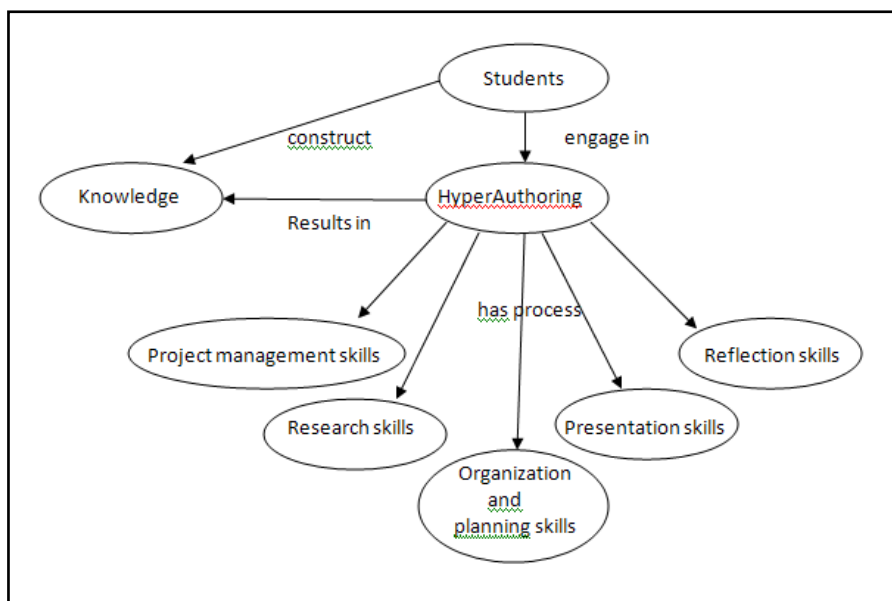 Students
construct
engage in
Knowledge
HyperAuthoring
Results in
has process
Project management skills
Reflection skills
Research skills
Presentation skills
Organization
and
planning skills